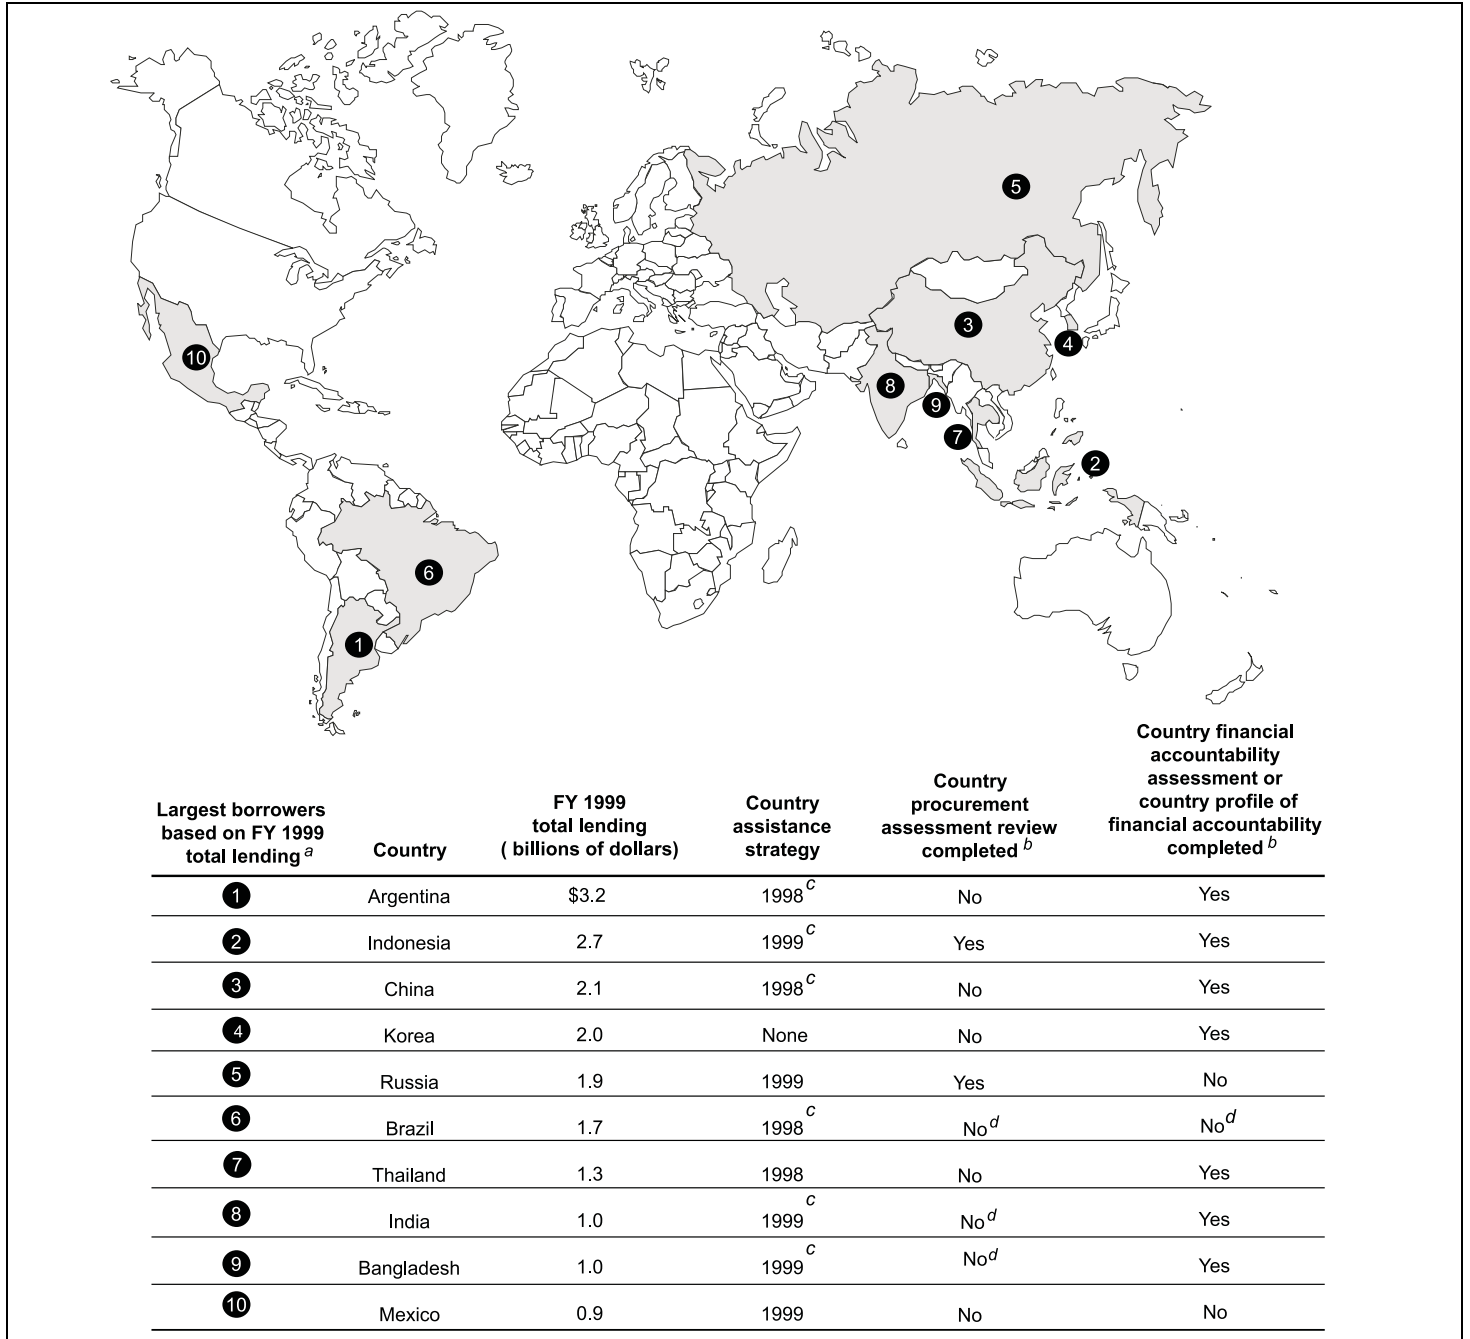 5
3
10
4
8
9
7
2
6
1
Largest borrowers
based on FY 1999
total lending a
Country
FY 1999
total lending
( billions of dollars)
Country
assistance
strategy
Country
procurement
assessment review
completed b
Country financial
accountability
assessment or
country profile of
financial accountability
completed b
1 Argentina $3.2 1998 c No Yes
2 Indonesia 2.7 1999 c Yes Yes
3 China 2.1 1998 c No Yes
4 Korea 2.0 None No Yes
5 Russia 1.9 1999 Yes No
6 Brazil 1.7 1998 c No d No d
7 Thailand 1.3 1998 No Yes
8 India 1.0 1999 c No d Yes
9 Bangladesh 1.0 1999 c No d Yes
10 Mexico 0.9 1999 No No